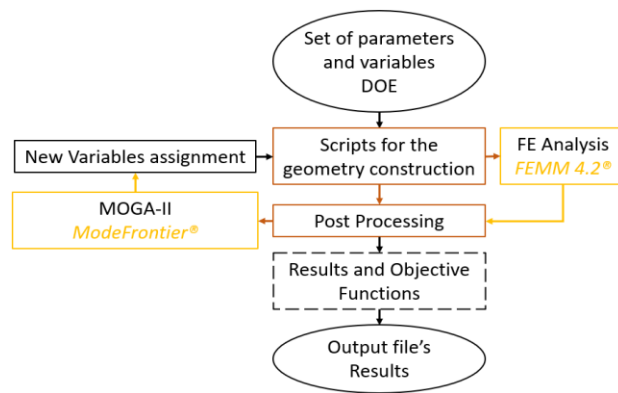 Set of parameters
and variables
DOE
New Variables assignment
Scripts for the
geometry construction
FE Analysis
FEMM 4.2®
MOGA-II
ModeFrontier®
Post Processing
Results and Objective
Functions
Output file's
Results